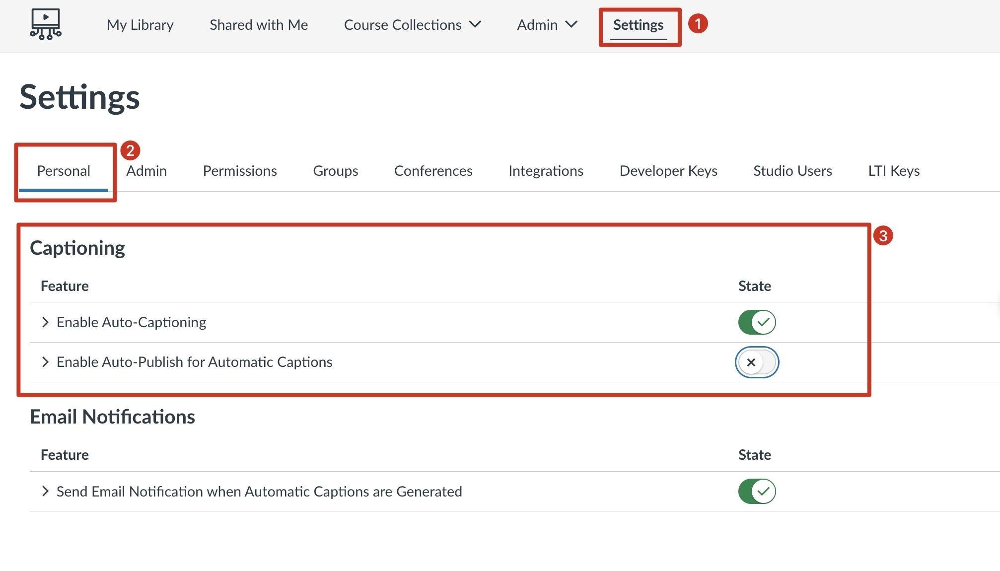 My Library Shared with Me Course Collections Admin Settings 1
Settings
2
Personal Admin Permissions Groups Conferences Integrations Developer Keys Studio Users LTI Keys
3
Captioning
Feature State
Enable Auto-Captioning
Enable Auto-Publish for Automatic Captions
Email Notifications
Feature State
Send Email Notification when Automatic Captions are Generated